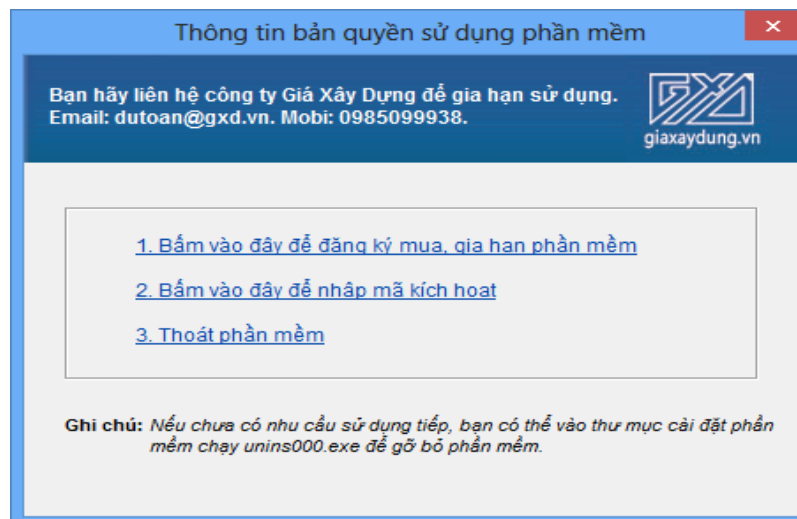 Thông tin bản quyền sử dụng phần mềm
Bạn hãy liên hệ công ty Giá Xây Dựng để gia hạn sử dụng.
Email: dutoan@gxd.vn. Mobi: 0985099938.
GXD
giaxaydung.vn
1. Bấm vào đây để đăng ký mua, gia hạn phần mềm
2. Bấm vào đây để nhập mã kích hoạt
3. Thoát phần mềm
Ghi chú: Nếu chưa có nhu cầu sử dụng tiếp, bạn có thể vào thư mục cài đặt phần
mềm chạy unins000.exe để gỡ bỏ phần mềm.